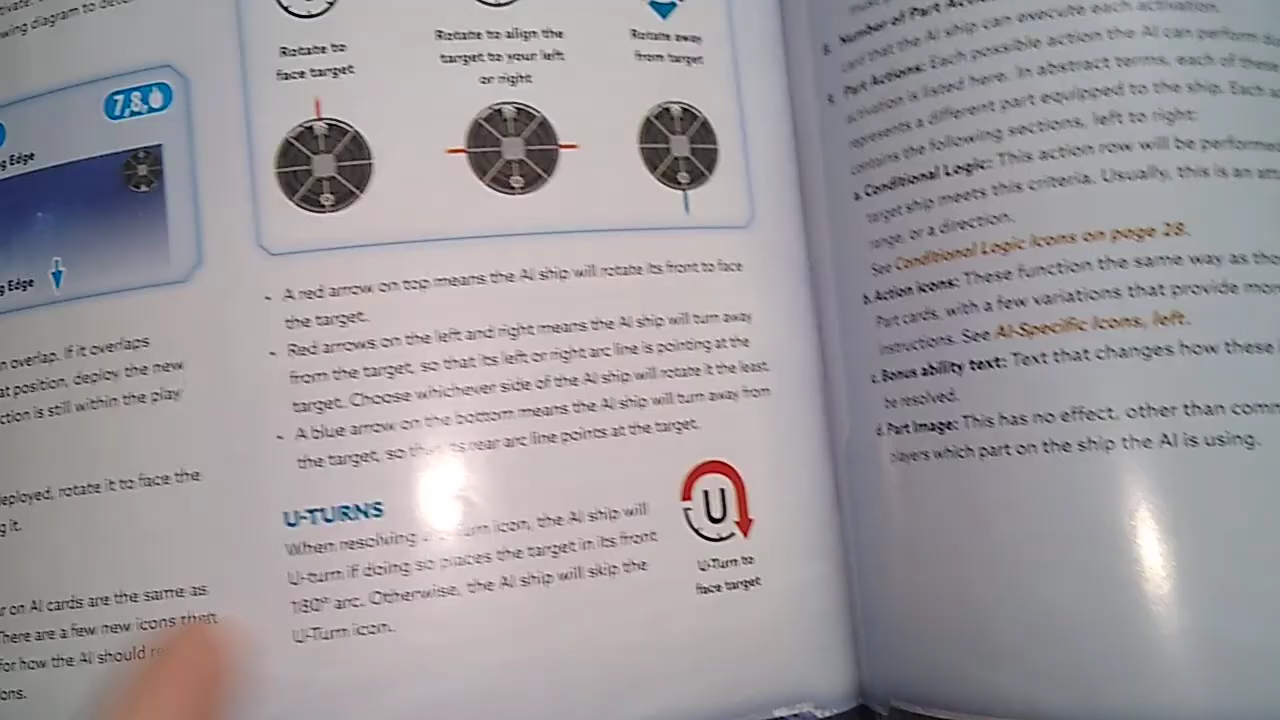 wing diagram to
7,8,
g Edge
g Edge
n overlap. If it overlaps
at position, deploy the new
ction is still within the play
eployed, rotate it to face the
g it.
r on AI cards are the same as
There are a few new icons that
for how the AI should
ons.
Rotate to
face target
Rotate to align the
target to your left
or right
Rotate away
from target
- A red arrow on top means the AI ship will rotate its front to face
the target.
- Red arrows on the left and right means the AI ship will turn away
from the target, so that its left or right arc line is pointing at the
target. Choose whichever side of the AI ship will rotate it the least.
- A blue arrow on the bottom means the AI ship will turn away from
the target, so its rear arc line points at the target.
U-TURNS
When resolving urn icon, the AI ship will
U-turn if doing so places the target in its front
180° arc. Otherwise, the AI ship will skip the
U-Turn icon.
U
U-Turn to
face target
Number of Part
that the AI ship can execute each activation.
Part Actions: Each possible action the AI can perform
activation is listed here. In abstract terms, each of these
represents a different part equipped to the ship. Each
contains the following sections, left to right:
a. Conditional Logic: This action row will be performed
target ship meets this criteria. Usually, this is an
range, or a direction.
See Conditional Logic Icons on page 28.
b. Action icons: These function the same way as
Part cards, with a few variations that provide
instructions. See AI-Specific Icons, left.
c. Bonus ability text: Text that changes how these
be resolved.
d. Part Image: This has no effect, other than
players which part on the ship the AI is using.